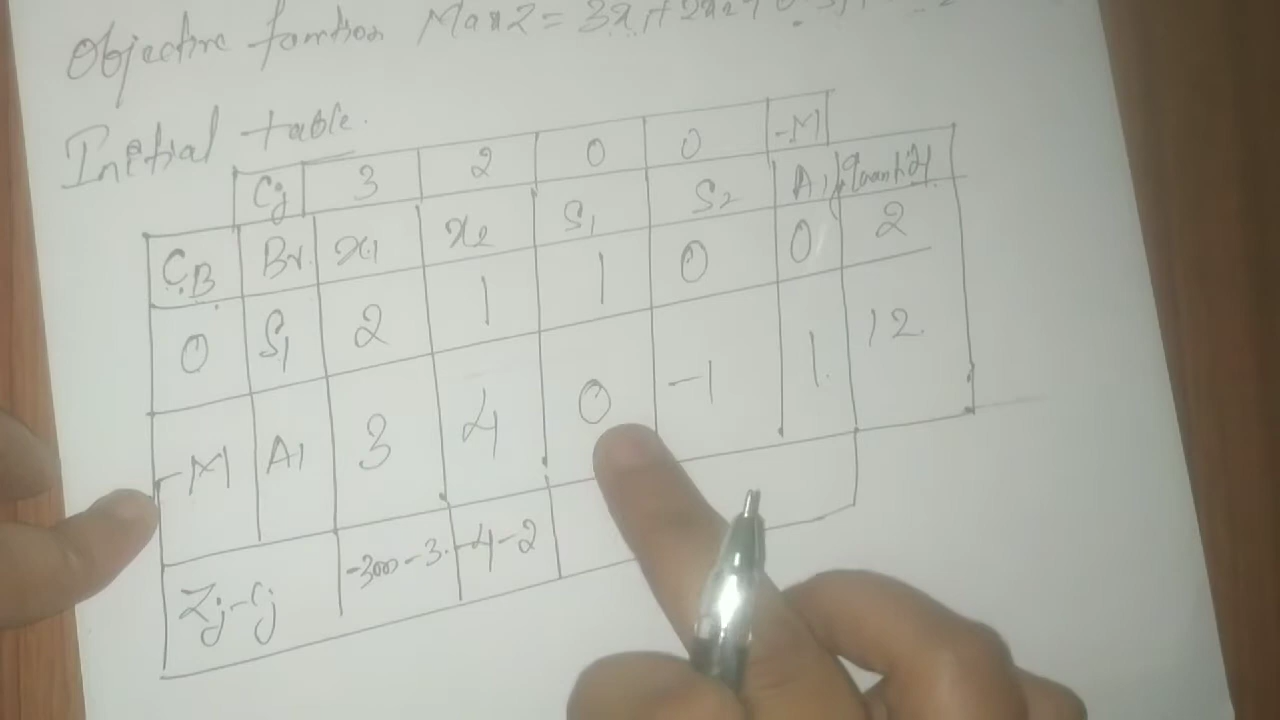 Objective function Max Z = 3x1 + 2x2 + 0
Initial table.
Cj 3 2 0 0 -M
CB Bv. x1 x2 S1 S2 A1 Quantity
0 S1 2 1 1 0 0 2
-M A1 3 4 0 -1 1. 12.
Zj-Cj -3m-3. -4-2